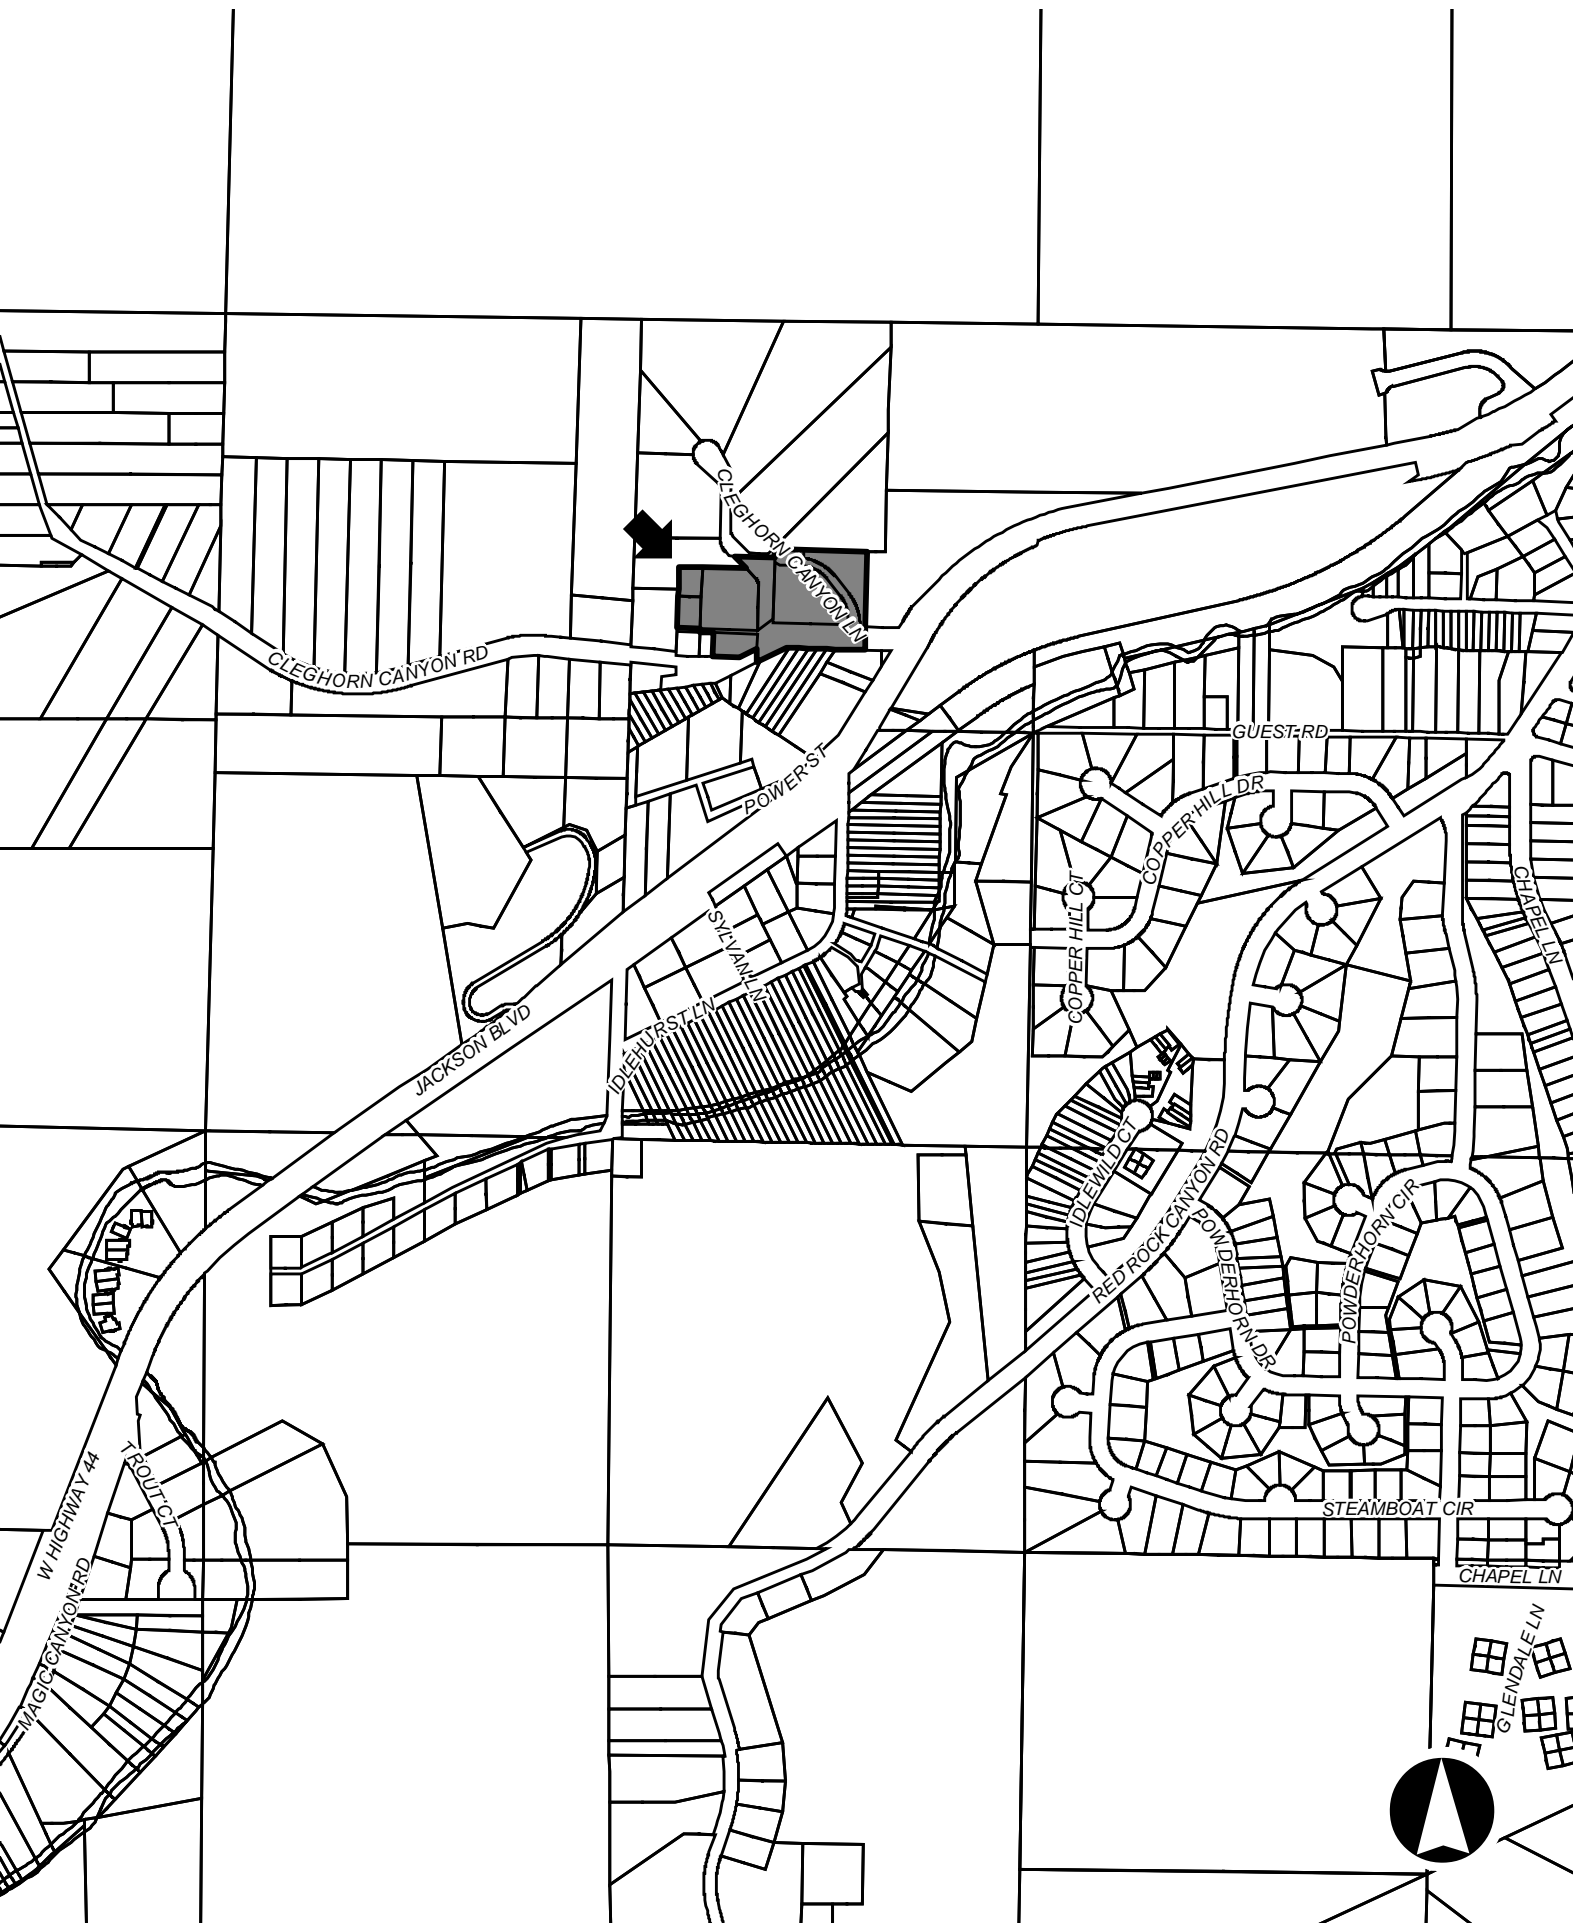 CLEGHORN CANYON LN
CLEGHORN CANYON RD
GUEST RD
POWER ST
COPPER HILL DR
COPPER HILL CT
CHAPEL LN
SYLVAN LN
IDLEHURST LN
JACKSON BLVD
IDLEWILD CT
RED ROCK CANYON RD
POWDERHORN CIR
POWDERHORN DR
W HIGHWAY 44
TROUT CT
STEAMBOAT CIR
MAGIC CANYON RD
CHAPEL LN
GLENDALE LN